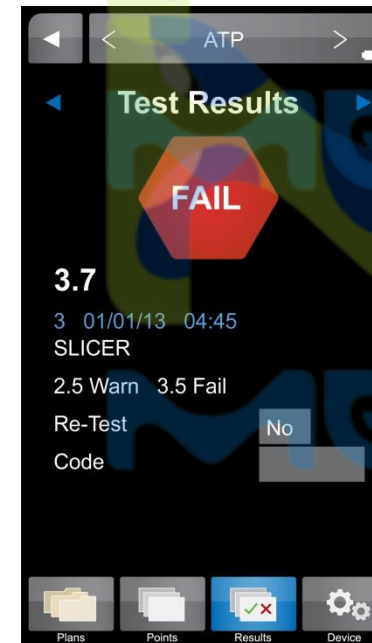 ATP
Test Results
FAIL
3.7
3 01/01/13 04:45
SLICER
2.5 Warn 3.5 Fail
Re-Test No
Code
Plans Points Results Device